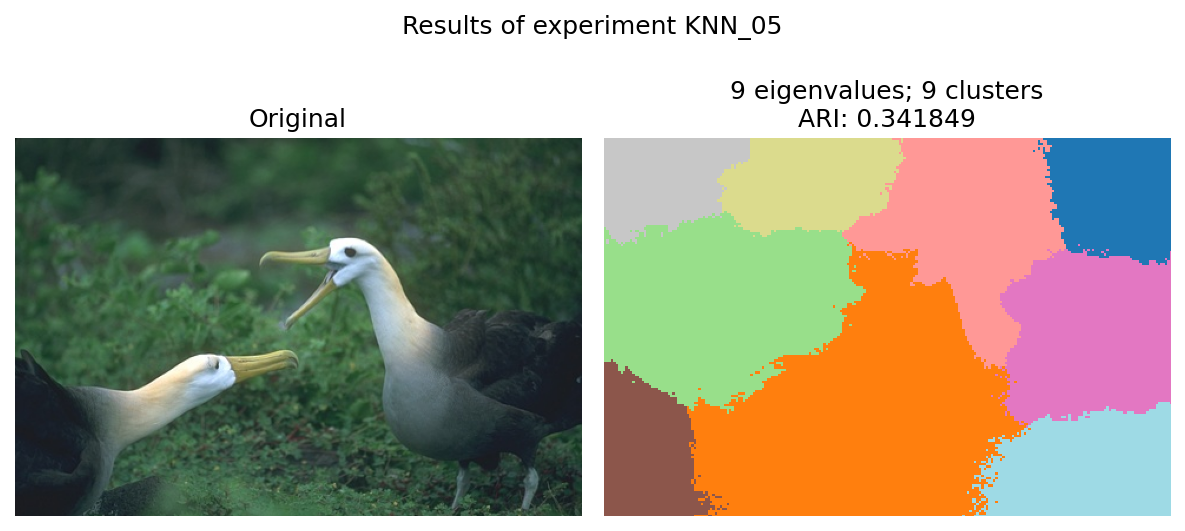 Results of experiment KNN_05
Original
9 eigenvalues; 9 clusters
ARI: 0.341849